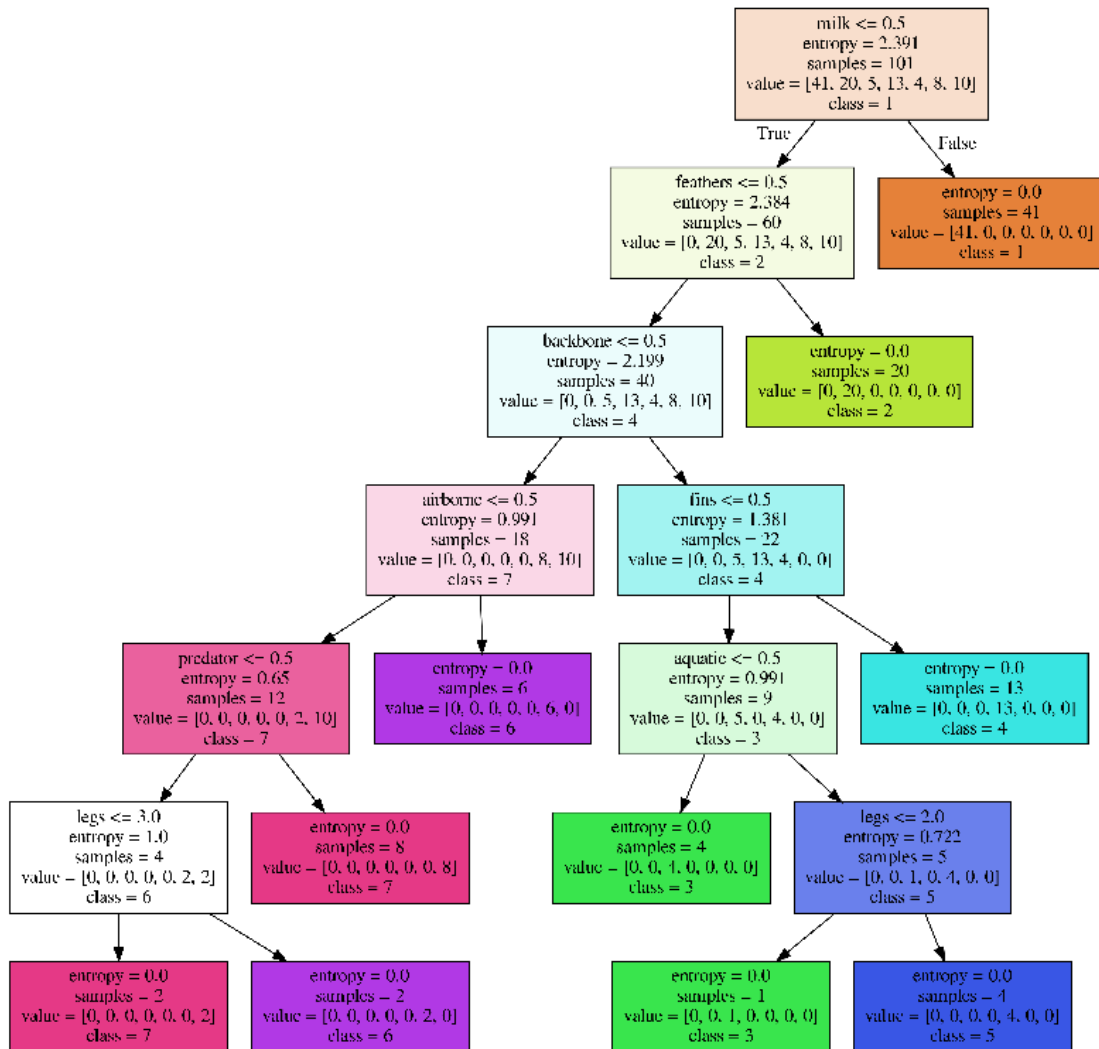 milk <= 0.5
entropy = 2.391
samples = 101
value = [41, 20, 5, 13, 4, 8, 10]
class = 1
True
False
feathers <= 0.5
entropy = 2.384
samples = 60
value = [0, 20, 5, 13, 4, 8, 10]
class = 2
entropy = 0.0
samples = 41
value = [41, 0, 0, 0, 0, 0, 0]
class = 1
backbone <= 0.5
entropy = 2.199
samples = 40
value = [0, 0, 5, 13, 4, 8, 10]
class = 4
entropy = 0.0
samples = 20
value = [0, 20, 0, 0, 0, 0, 0]
class = 2
airborne <= 0.5
entropy = 0.991
samples = 18
value = [0, 0, 0, 0, 0, 8, 10]
class = 7
fins <= 0.5
entropy = 1.381
samples = 22
value = [0, 0, 5, 13, 4, 0, 0]
class = 4
predator <= 0.5
entropy = 0.65
samples = 12
value = [0, 0, 0, 0, 0, 2, 10]
class = 7
entropy = 0.0
samples = 6
value = [0, 0, 0, 0, 0, 6, 0]
class = 6
aquatic <= 0.5
entropy = 0.991
samples = 9
value = [0, 0, 5, 0, 4, 0, 0]
class = 3
entropy = 0.0
samples = 13
value = [0, 0, 0, 13, 0, 0, 0]
class = 4
legs <= 3.0
entropy = 1.0
samples = 4
value = [0, 0, 0, 0, 0, 2, 2]
class = 6
entropy = 0.0
samples = 8
value = [0, 0, 0, 0, 0, 0, 8]
class = 7
entropy = 0.0
samples = 4
value = [0, 0, 4, 0, 0, 0, 0]
class = 3
legs <= 2.0
entropy = 0.722
samples = 5
value = [0, 0, 1, 0, 4, 0, 0]
class = 5
entropy = 0.0
samples = 2
value = [0, 0, 0, 0, 0, 0, 2]
class = 7
entropy = 0.0
samples = 2
value = [0, 0, 0, 0, 0, 2, 0]
class = 6
entropy = 0.0
samples = 1
value = [0, 0, 1, 0, 0, 0, 0]
class = 3
entropy = 0.0
samples = 4
value = [0, 0, 0, 0, 4, 0, 0]
class = 5